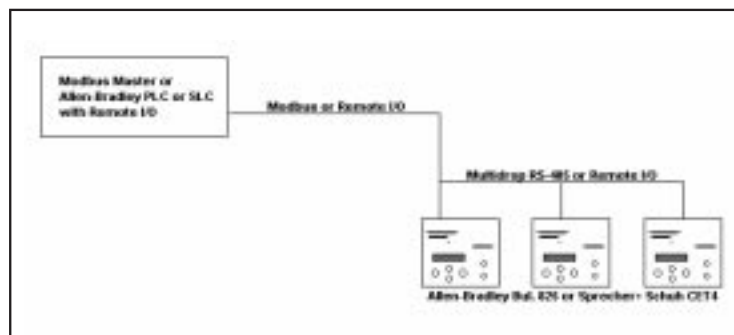 Modbus Master or
Allen-Bradley PLC or SLC
with Remote I/O
Modbus or Remote I/O
Multidrop RS-485 or Remote I/O
Allen-Bradley Bul. 826 or Sprecher+ Schuh CET4